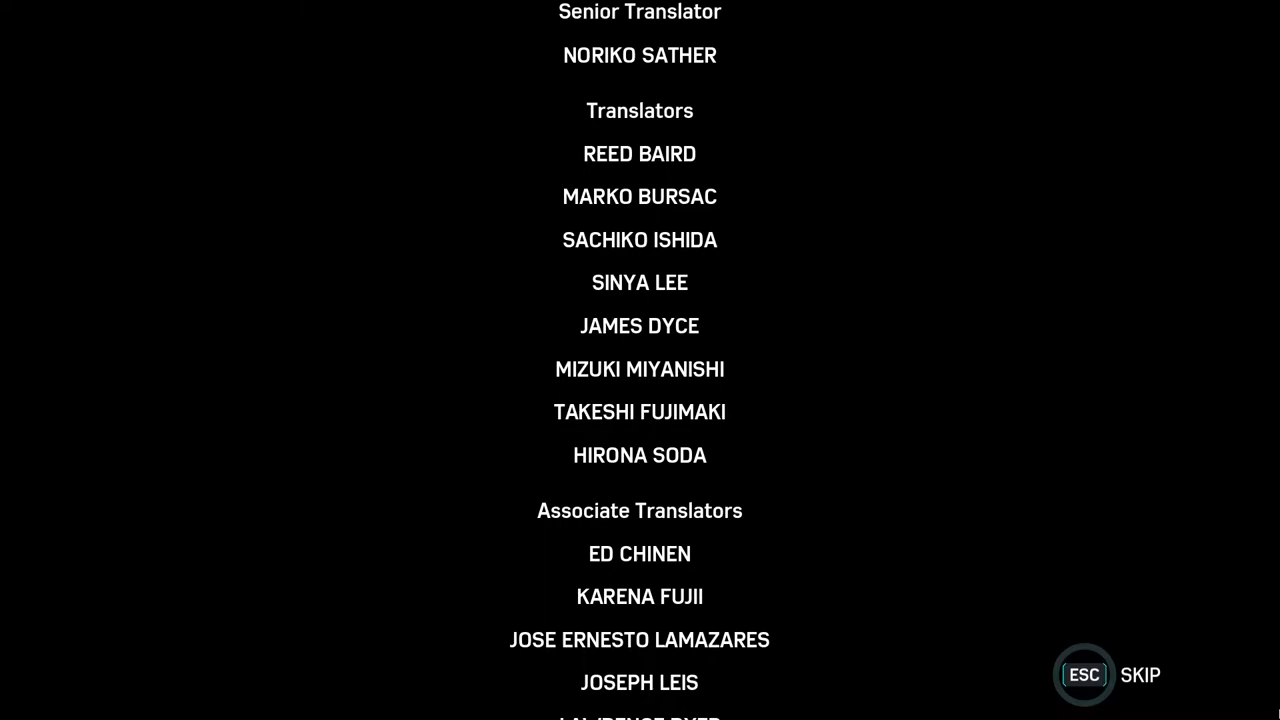 Senior Translator
NORIKO SATHER
Translators
REED BAIRD
MARKO BURSAC
SACHIKO ISHIDA
SINYA LEE
JAMES DYCE
MIZUKI MIYANISHI
TAKESHI FUJIMAKI
HIRONA SODA
Associate Translators
ED CHINEN
KARENA FUJII
JOSE ERNESTO LAMAZARES
JOSEPH LEIS
ESC SKIP